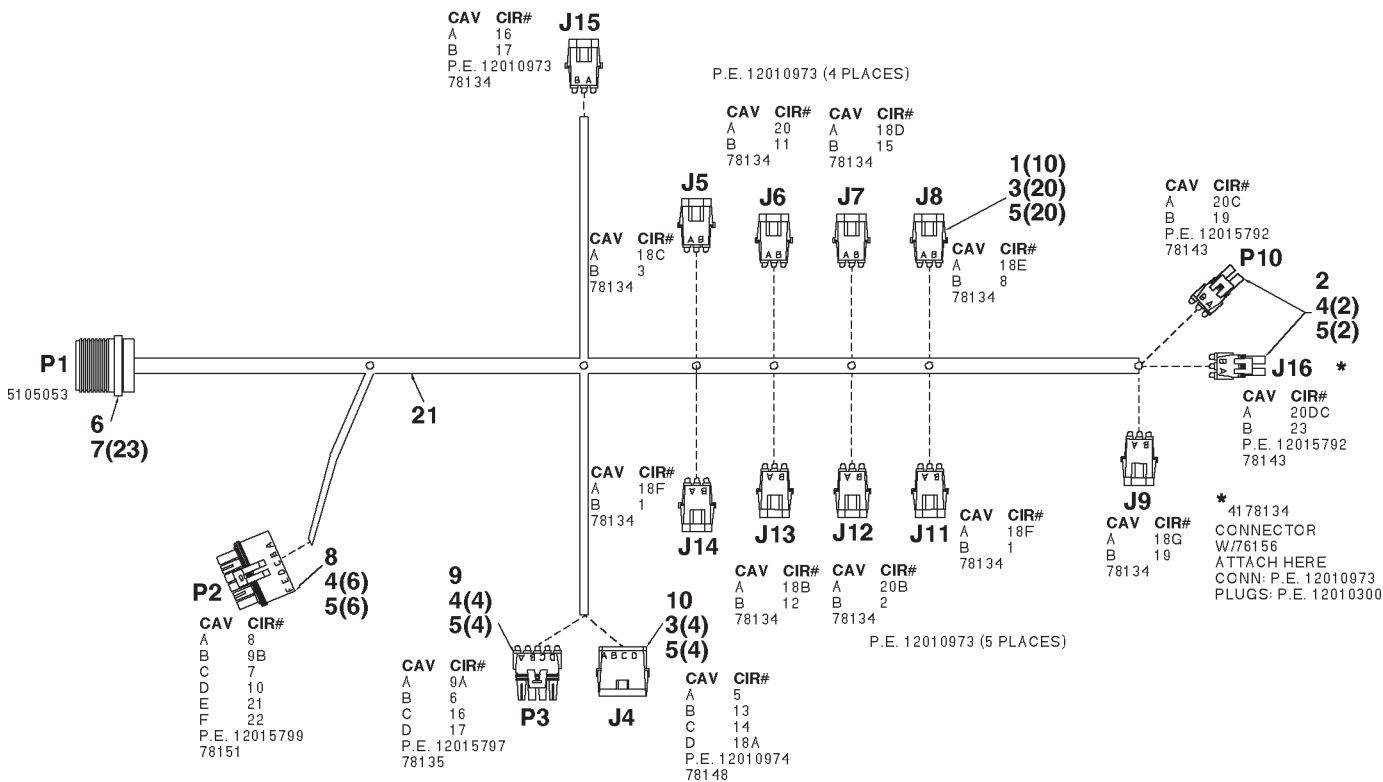 CAV CIR#
A 16
B 17
P.E. 12010973
78134
J15
B A
P.E. 12010973 (4 PLACES)
CAV CIR#
A 20
B 11
78134
CAV CIR#
A 18D
B 15
78134
J5
A B
J6
A B
J7
A B
J8
A B
1(10)
3(20)
5(20)
CAV CIR#
A 18C
B 3
78134
CAV CIR#
A 18E
B 8
78134
CAV CIR#
A 20C
B 19
P.E. 12015792
78143
P10
B A
2
4(2)
5(2)
P1
5105053
6
7(23)
21
J16 *
B A
CAV CIR#
A 20DC
B 23
P.E. 12015792
78143
B A
J9
CAV CIR#
A 18G
B 19
78134
*
4178134
CONNECTOR
W/76156
ATTACH HERE
CONN: P.E. 12010973
PLUGS: P.E. 12010300
CAV CIR#
A 18F
B 1
78134
B A
J14
B A
J13
B A
J12
B A
J11
CAV CIR#
A 18F
B 1
78134
CAV CIR#
A 18B
B 12
78134
CAV CIR#
A 20B
B 2
78134
P.E. 12010973 (5 PLACES)
F E D C B A
P2
8
4(6)
5(6)
CAV CIR#
A 8
B 9B
C 7
D 10
E 21
F 22
P.E. 12015799
78151
9
4(4)
5(4)
A B C D
P3
CAV CIR#
A 9A
B 6
C 16
D 17
P.E. 12015797
78135
10
3(4)
5(4)
A B C D
J4
CAV CIR#
A 5
B 13
C 14
D 18A
P.E. 12010974
78148